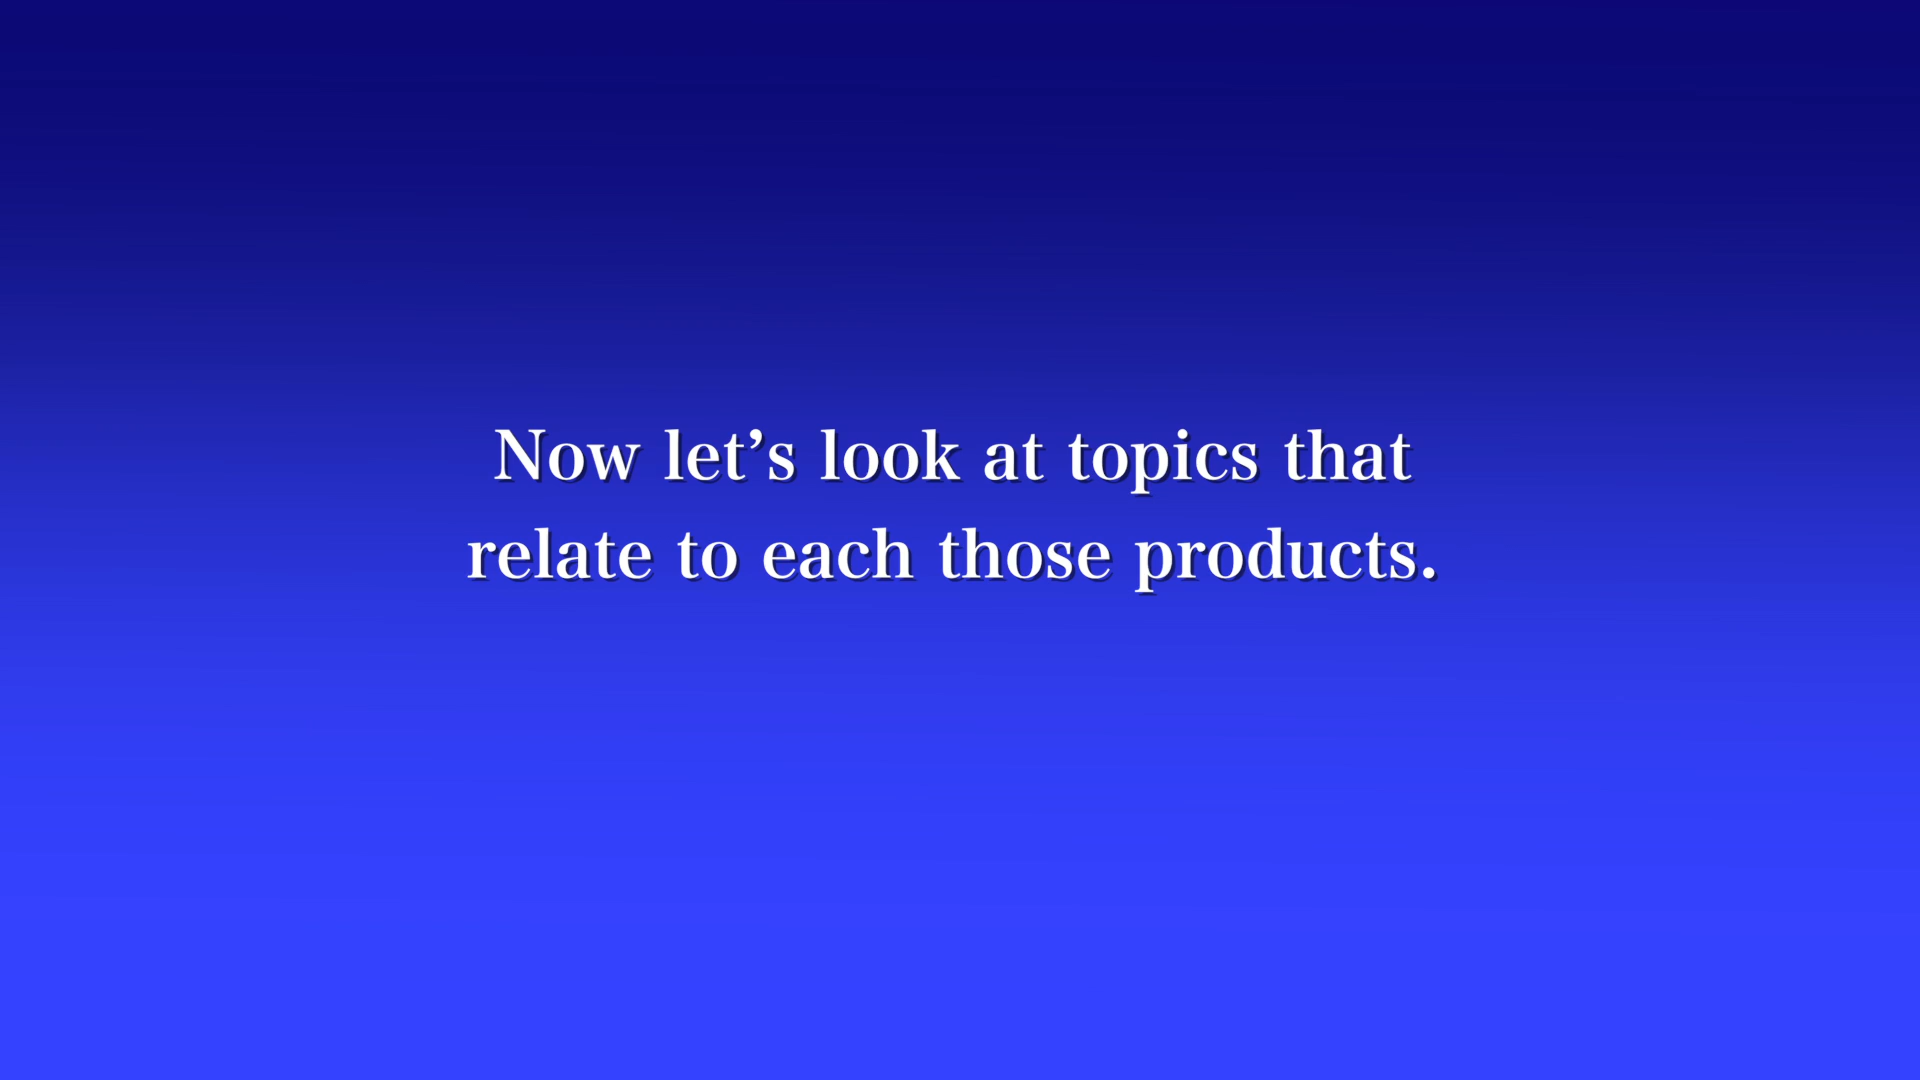 Now let’s look at topics that
relate to each those products.